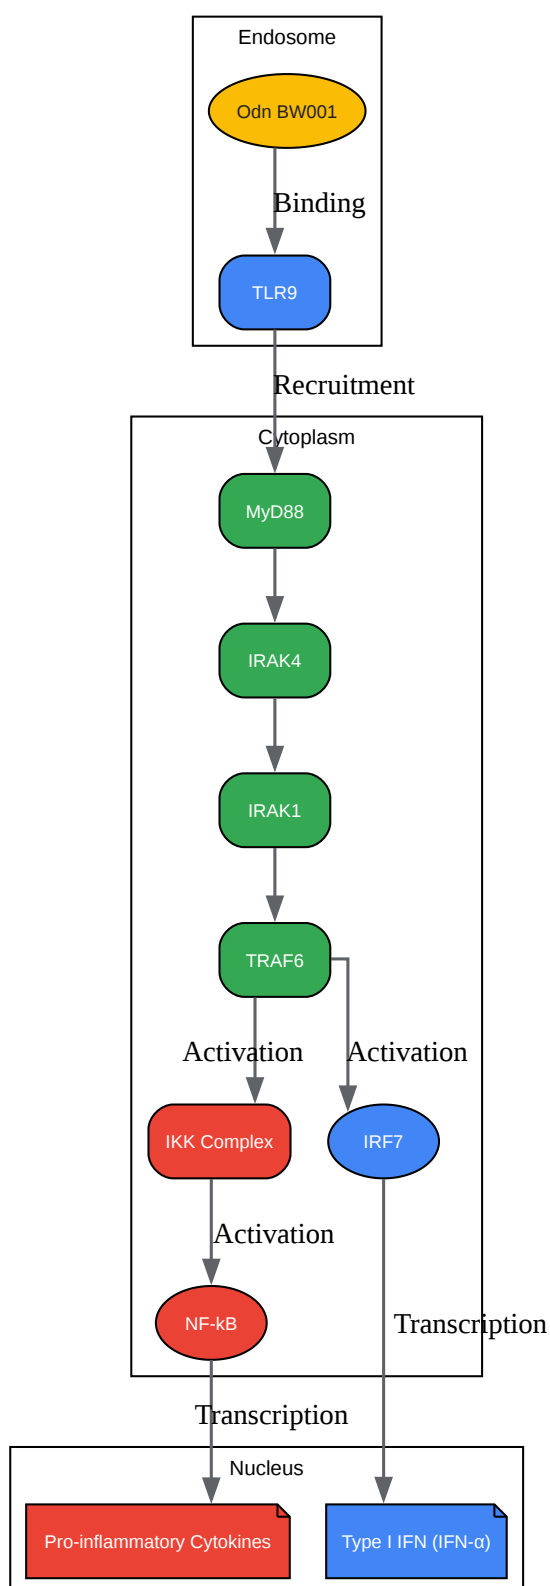 Endosome
Odn BW001
Binding
TLR9
Recruitment
Cytoplasm
MyD88
IRAK4
IRAK1
TRAF6
Activation
Activation
IKK Complex
IRF7
Activation
NF-kB
Transcription
Transcription
Nucleus
Pro-inflammatory Cytokines
Type I IFN (IFN-α)